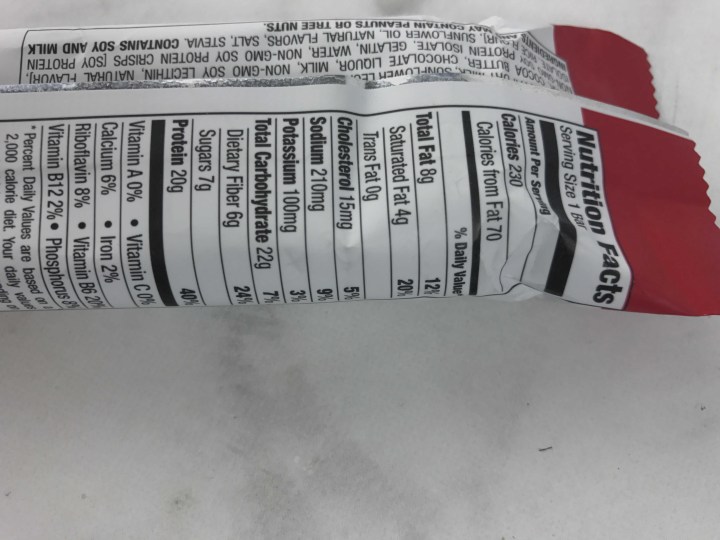 Nutrition Facts
Serving Size 1 Bar
Amount Per Serving
Calories 230
Calories from Fat 70
% Daily Value
Total Fat 8g 12%
Saturated Fat 4g 20%
Trans Fat 0g
Cholesterol 15mg 5%
Sodium 210mg 9%
Potassium 100mg 3%
Total Carbohydrate 22g 7%
Dietary Fiber 6g 24%
Sugars 7g
Protein 20g 40%
Vitamin A 0% • Vitamin C 0%
Calcium 6% • Iron 2%
Riboflavin 8% • Vitamin B6 20%
Vitamin B12 2% • Phosphorus 8%
*Percent Daily Values are based on
2,000 calorie diet. Your daily
BUTTER, CHOCOLATE LIQUOR, MILK, NON-GMO SOY LECITHIN, NATURAL FLAVOR],
PROTEIN ISOLATE, GELATIN, WATER, NON-GMO SOY PROTEIN CRISPS [SOY PROTEIN
SUNFLOWER OIL, NATURAL FLAVORS, SALT, STEVIA. CONTAINS SOY AND MILK
MAY CONTAIN PEANUTS OR TREE NUTS.